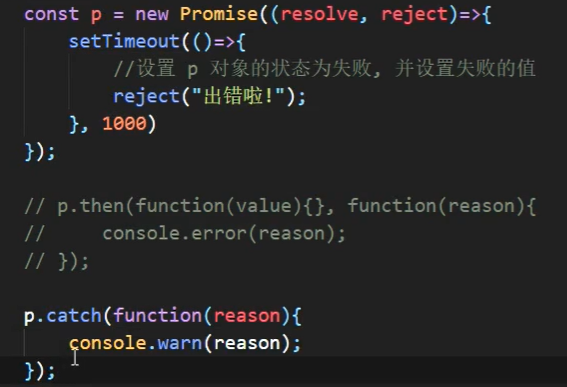 const p = new Promise((resolve, reject)=>{
    setTimeout(()=>{
        //设置 p 对象的状态为失败, 并设置失败的值
        reject("出错啦!");
    }, 1000)
});
// p.then(function(value){}, function(reason){
//     console.error(reason);
// });
p.catch(function(reason){
    console.warn(reason);
});